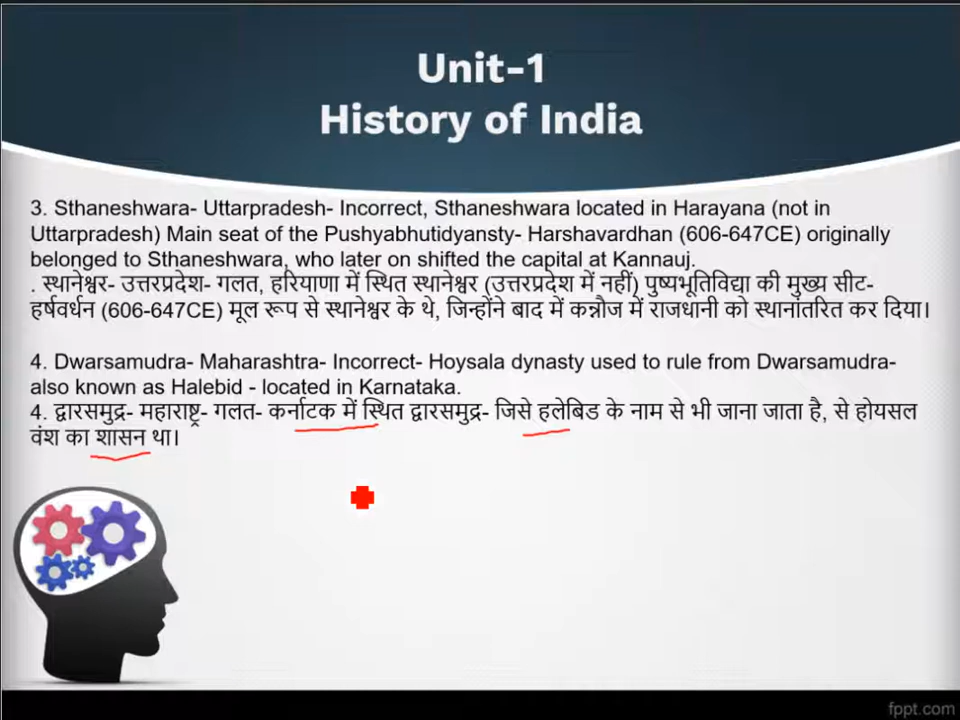 Unit-1
History of India
3. Sthaneshwara- Uttarpradesh- Incorrect, Sthaneshwara located in Harayana (not in
Uttarpradesh) Main seat of the Pushyabhutidyansty- Harshavardhan (606-647CE) originally
belonged to Sthaneshwara, who later on shifted the capital at Kannauj.
. स्थानेश्वर- उत्तरप्रदेश- गलत, हरियाणा में स्थित स्थानेश्वर (उत्तरप्रदेश में नहीं) पुष्यभूतिविद्या की मुख्य सीट-
हर्षवर्धन (606-647CE) मूल रूप से स्थानेश्वर के थे, जिन्होंने बाद में कन्नौज में राजधानी को स्थानांतरित कर दिया।
4. Dwarsamudra- Maharashtra- Incorrect- Hoysala dynasty used to rule from Dwarsamudra-
also known as Halebid - located in Karnataka.
4. द्वारसमुद्र- महाराष्ट्र- गलत- कर्नाटक में स्थित द्वारसमुद्र- जिसे हलेबिड के नाम से भी जाना जाता है, से होयसल
वंश का शासन था।
fppt.com